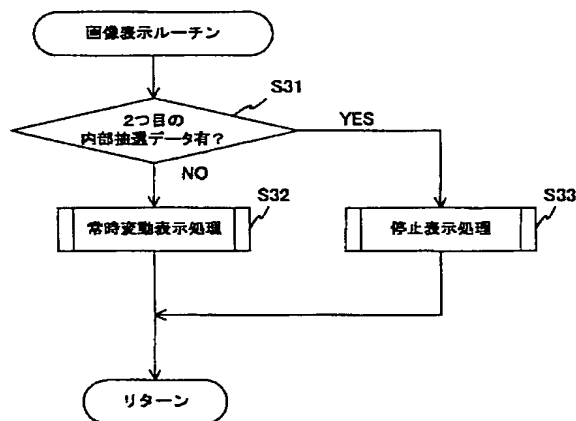 画像表示ルーチン
S31
2つ目の
内部抽選データ有?
YES
NO
S32
常時変動表示処理
S33
停止表示処理
リターン